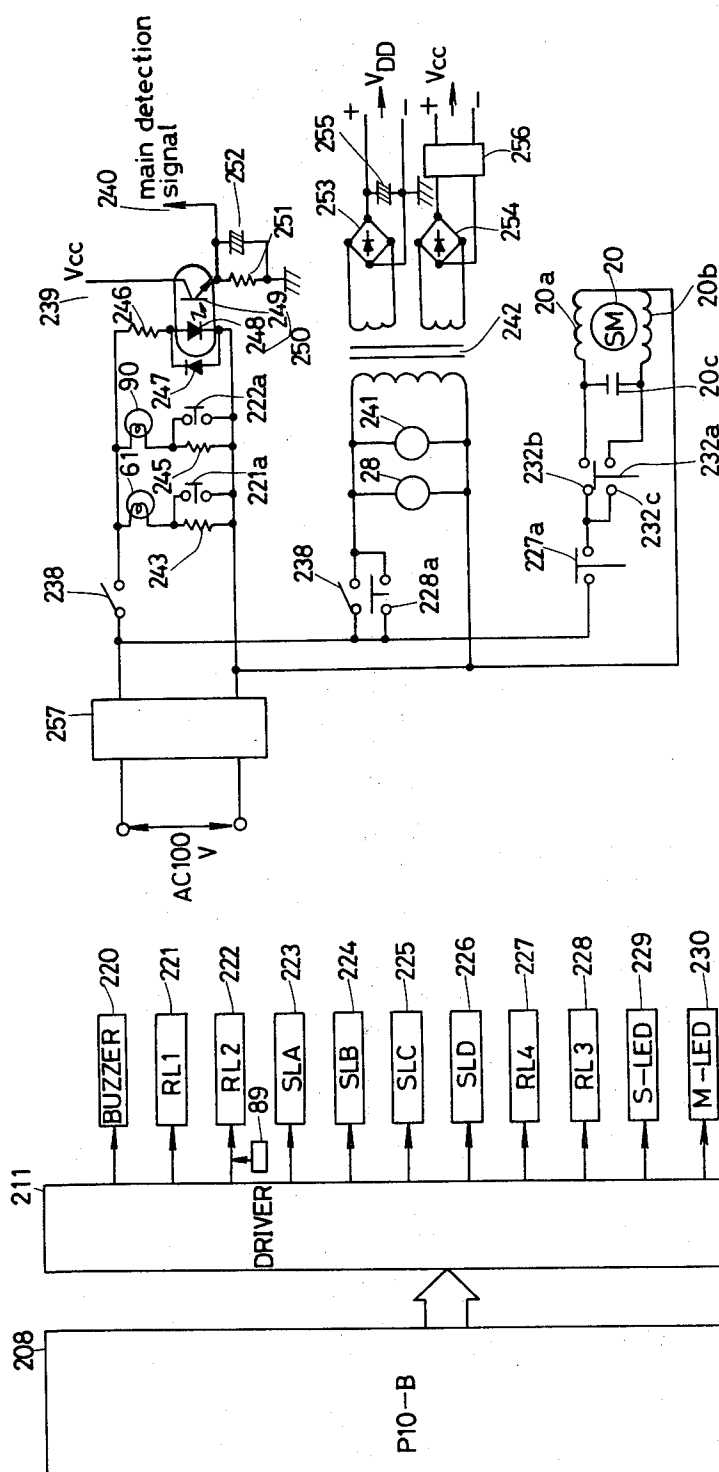 208
P10-B
211
DRIVER
BUZZER
220
RL1
221
RL2
222
89
SLA
223
SLB
224
SLC
225
SLD
226
RL4
227
RL3
228
S-LED
229
M-LED
230
AC100
V
257
238
61
243
221a
90
245
222a
247
246
248
249
250
239
Vcc
240
main detection
signal
252
251
238
228a
28
241
242
253
254
255
256
+
VDD
-
+
Vcc
-
227a
232b
232c
232a
20a
SM
20
20b
20c